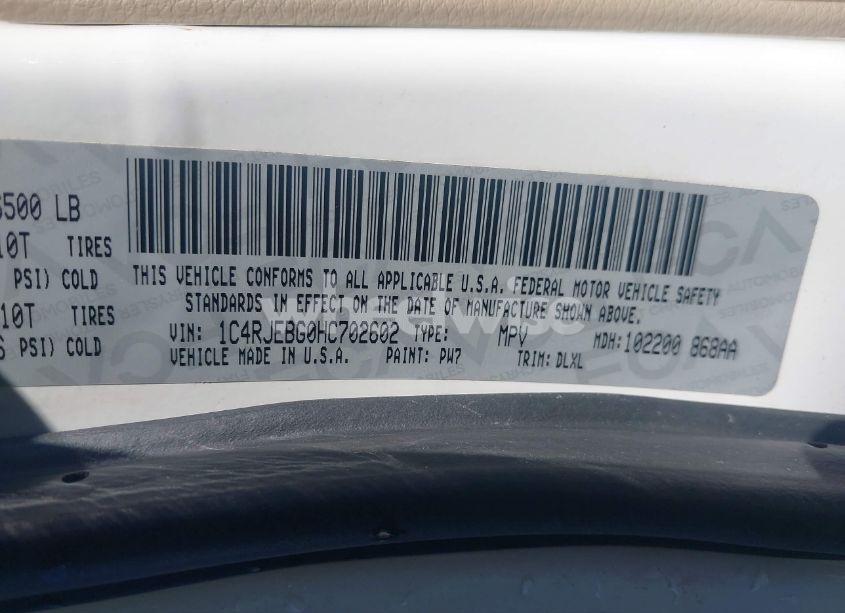 6500 LB
10T TIRES
PSI) COLD
10T TIRES
PSI) COLD
THIS VEHICLE CONFORMS TO ALL APPLICABLE U.S.A. FEDERAL MOTOR VEHICLE SAFETY
STANDARDS IN EFFECT ON THE DATE OF MANUFACTURE SHOWN ABOVE.
VIN: 1C4RJEBG0HC702602 TYPE: MPV MDH:102200 868AA
VEHICLE MADE IN U.S.A. PAINT: PW7 TRIM: DLXL